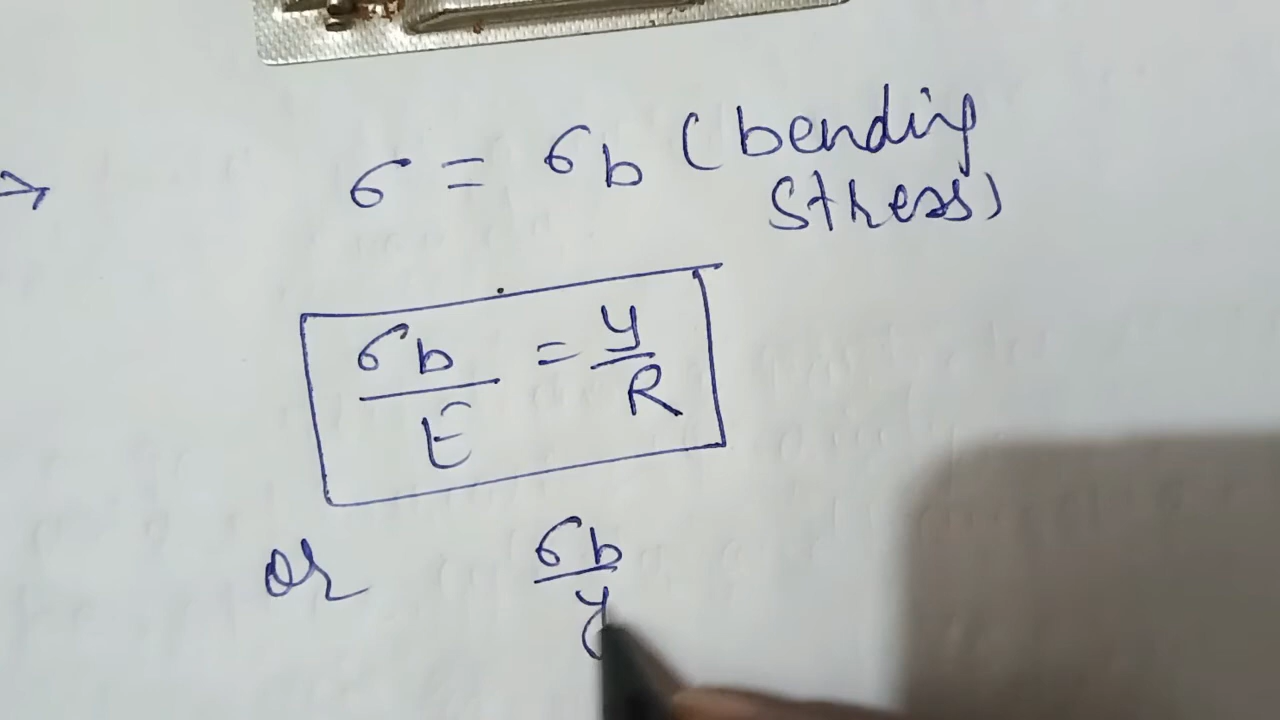 → σ = σb (bending
stress)
σb/E = y/R
or σb/y